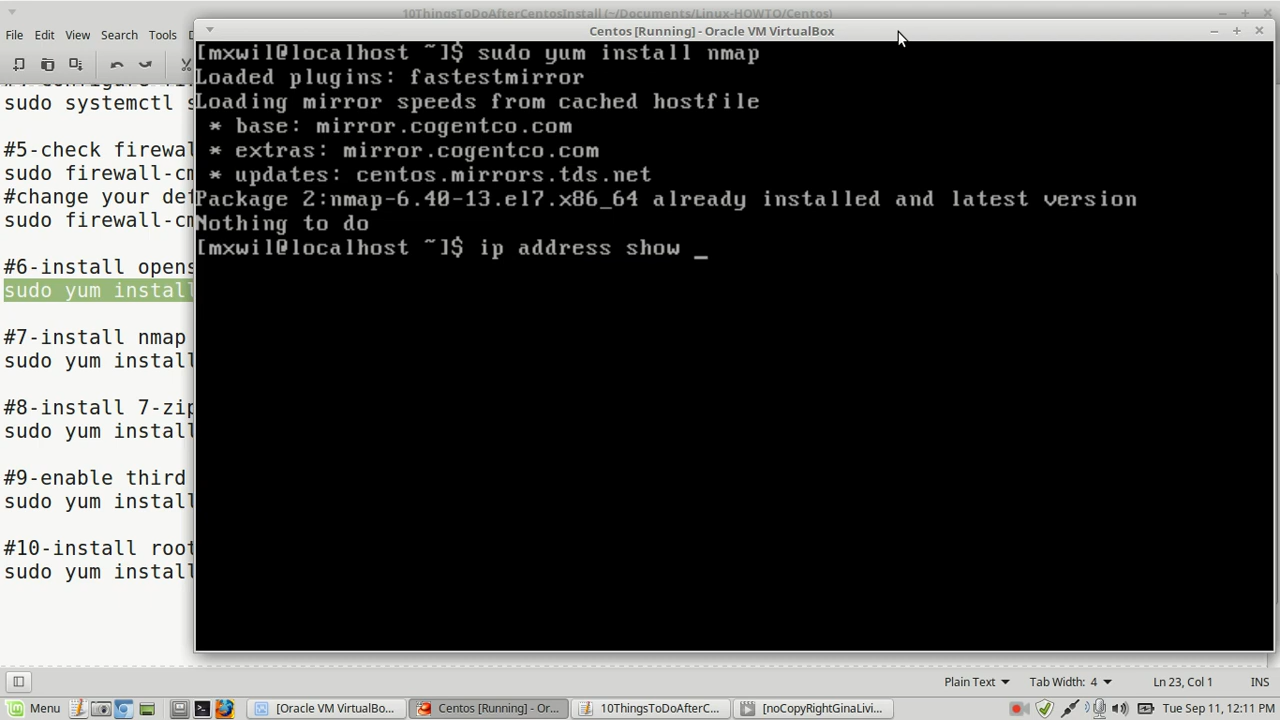 10ThingsToDoAfterCentosInstall (~/Documents/Linux-HOWTO/Centos)
File Edit View Search Tools
Centos [Running] - Oracle VM VirtualBox
[mxwil@localhost ~]$ sudo yum install nmap
Loaded plugins: fastestmirror
Loading mirror speeds from cached hostfile
* base: mirror.cogentco.com
* extras: mirror.cogentco.com
* updates: centos.mirrors.tds.net
Package 2:nmap-6.40-13.el7.x86_64 already installed and latest version
Nothing to do
[mxwil@localhost ~]$ ip address show _
sudo systemctl s
#5-check firewal
sudo firewall-cm
#change your def
sudo firewall-cm
#6-install opens
sudo yum install
#7-install nmap
sudo yum install
#8-install 7-zip
sudo yum install
#9-enable third
sudo yum install
#10-install root
sudo yum install
Plain Text Tab Width: 4 Ln 23, Col 1 INS
Menu [Oracle VM VirtualBo... Centos [Running] - Or... 10ThingsToDoAfterC... [noCopyRightGinaLivi... Tue Sep 11, 12:11 PM